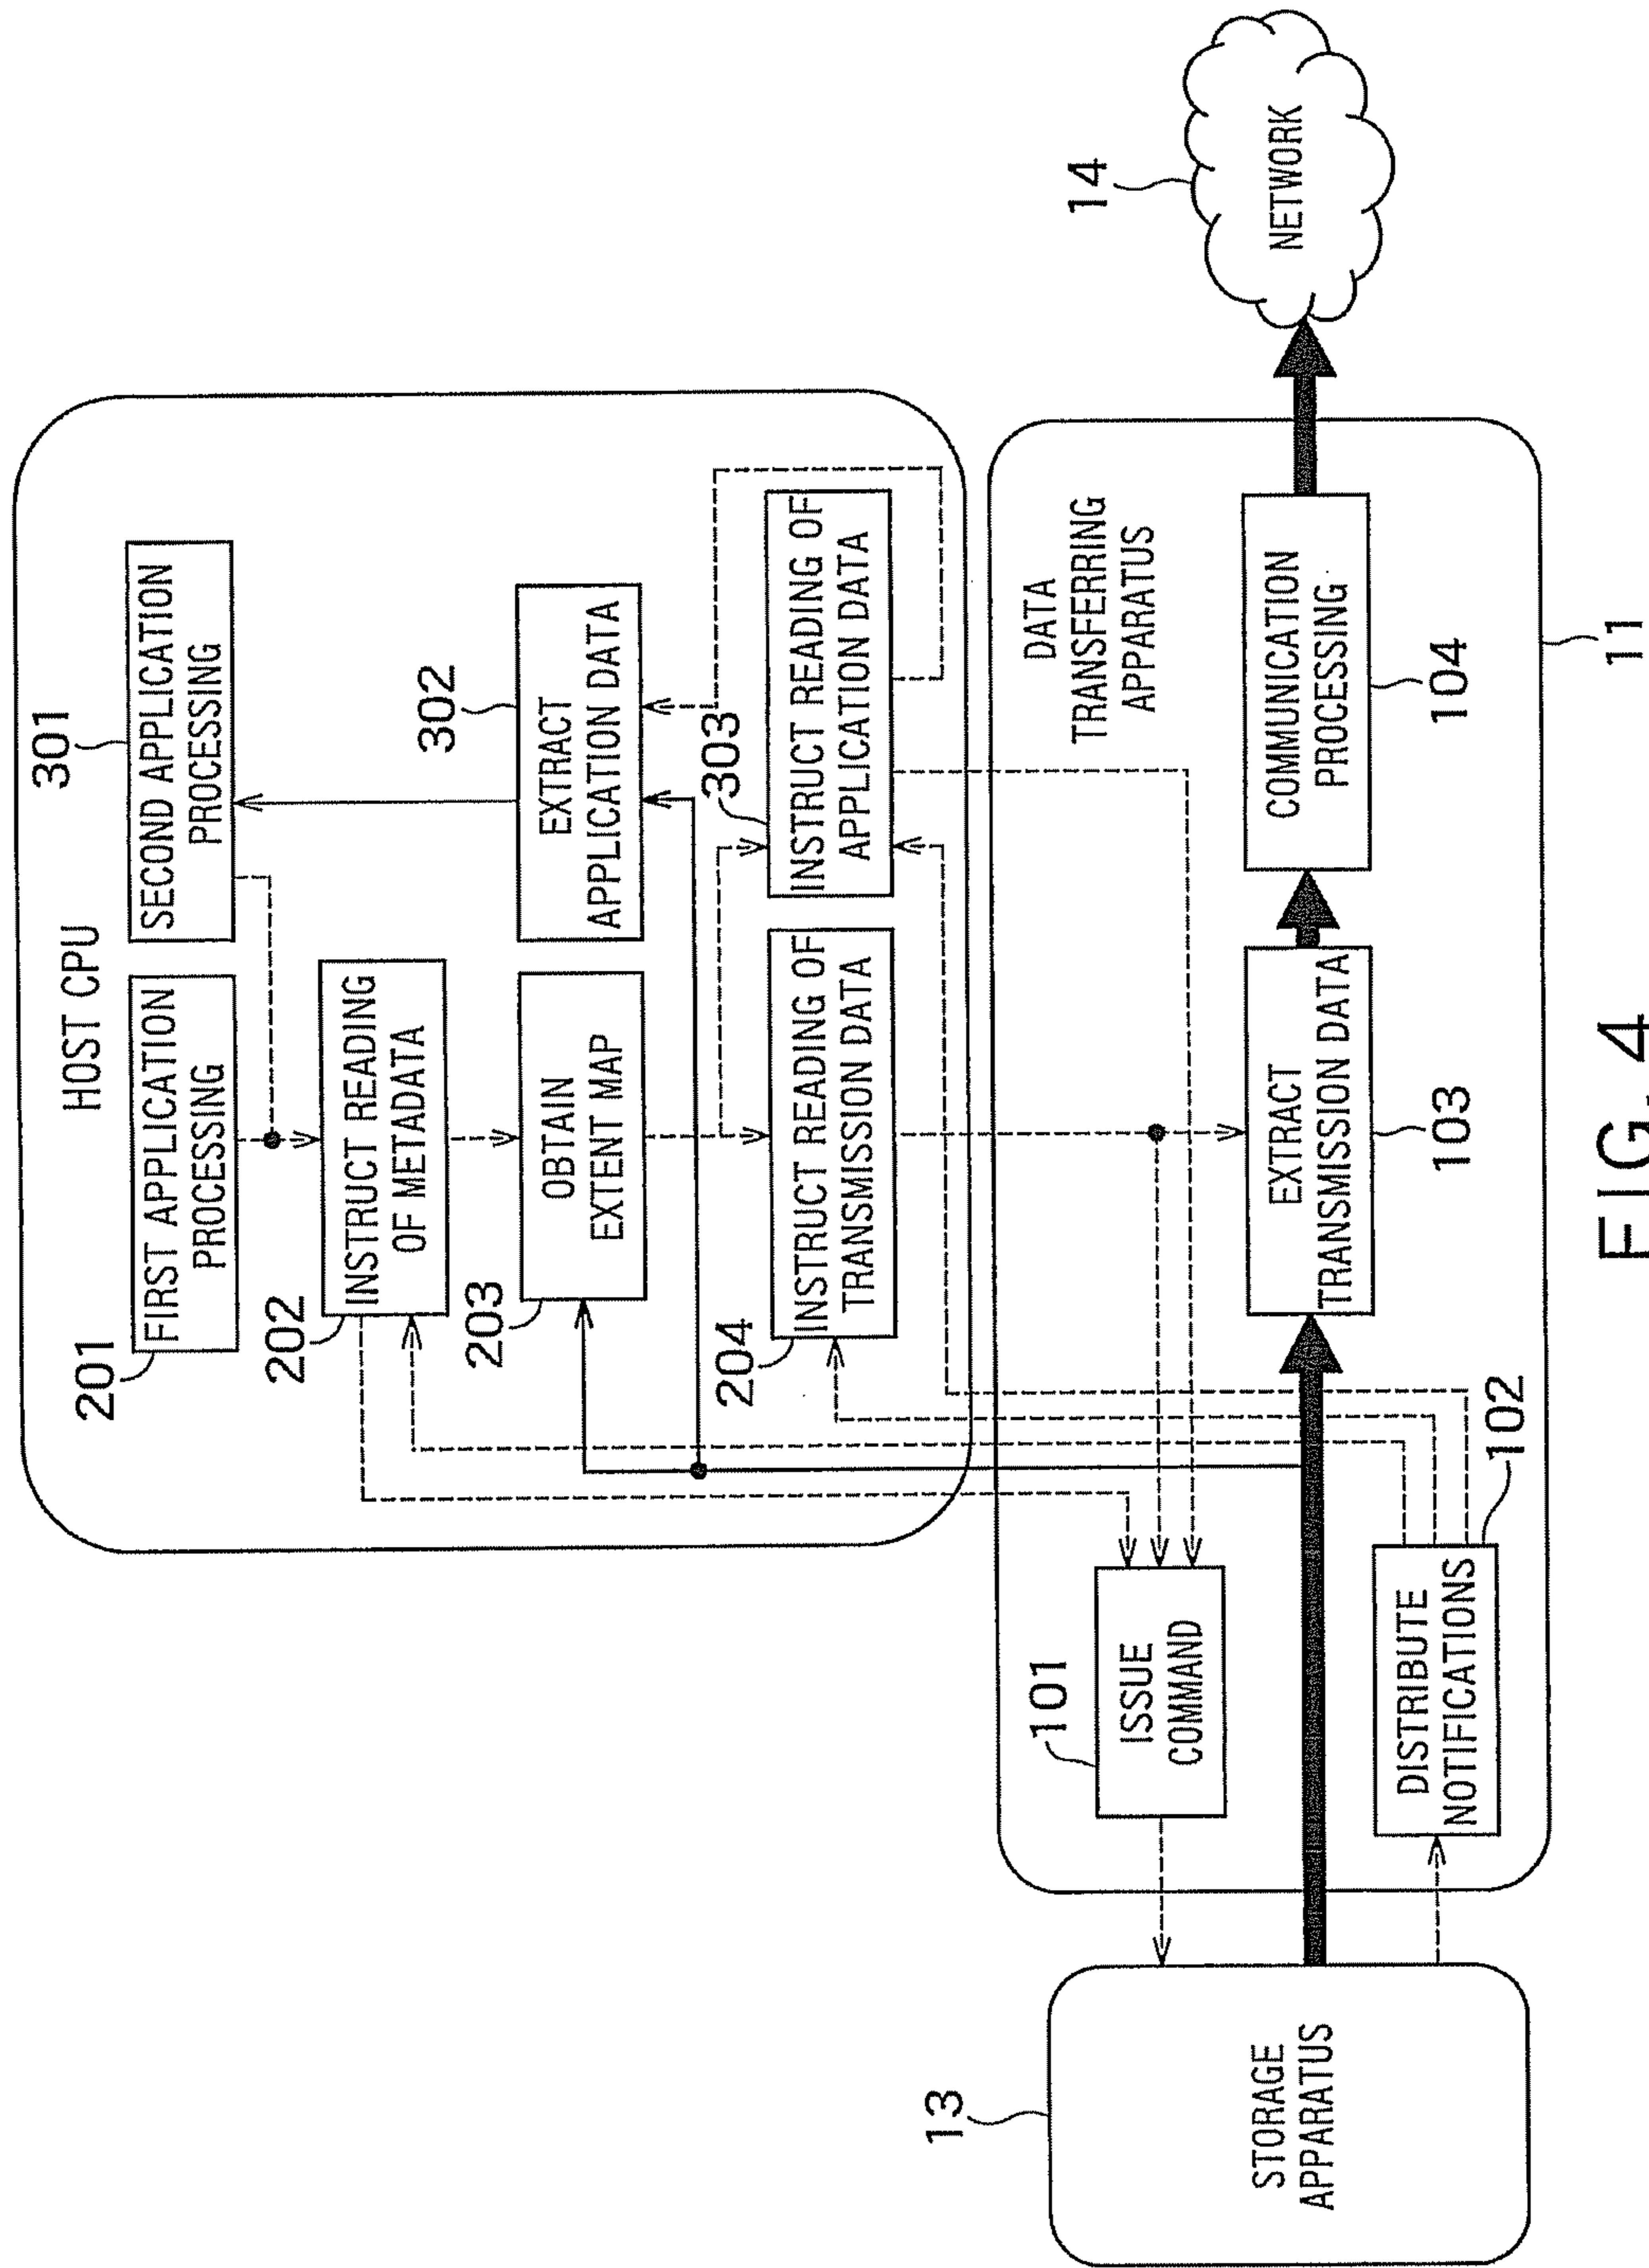 HOST CPU
201
FIRST APPLICATION
PROCESSING
301
SECOND APPLICATION
PROCESSING
202
INSTRUCT READING
OF METADATA
203
OBTAIN
EXTENT MAP
302
EXTRACT
APPLICATION DATA
204
INSTRUCT READING OF
TRANSMISSION DATA
303
INSTRUCT READING OF
APPLICATION DATA
13
STORAGE
APPARATUS
DATA
TRANSFERRING
APPARATUS
101
ISSUE
COMMAND
14
NETWORK
EXTRACT
TRANSMISSION DATA
103
COMMUNICATION
PROCESSING
104
DISTRIBUTE
NOTIFICATIONS
102
11
FIG. 4